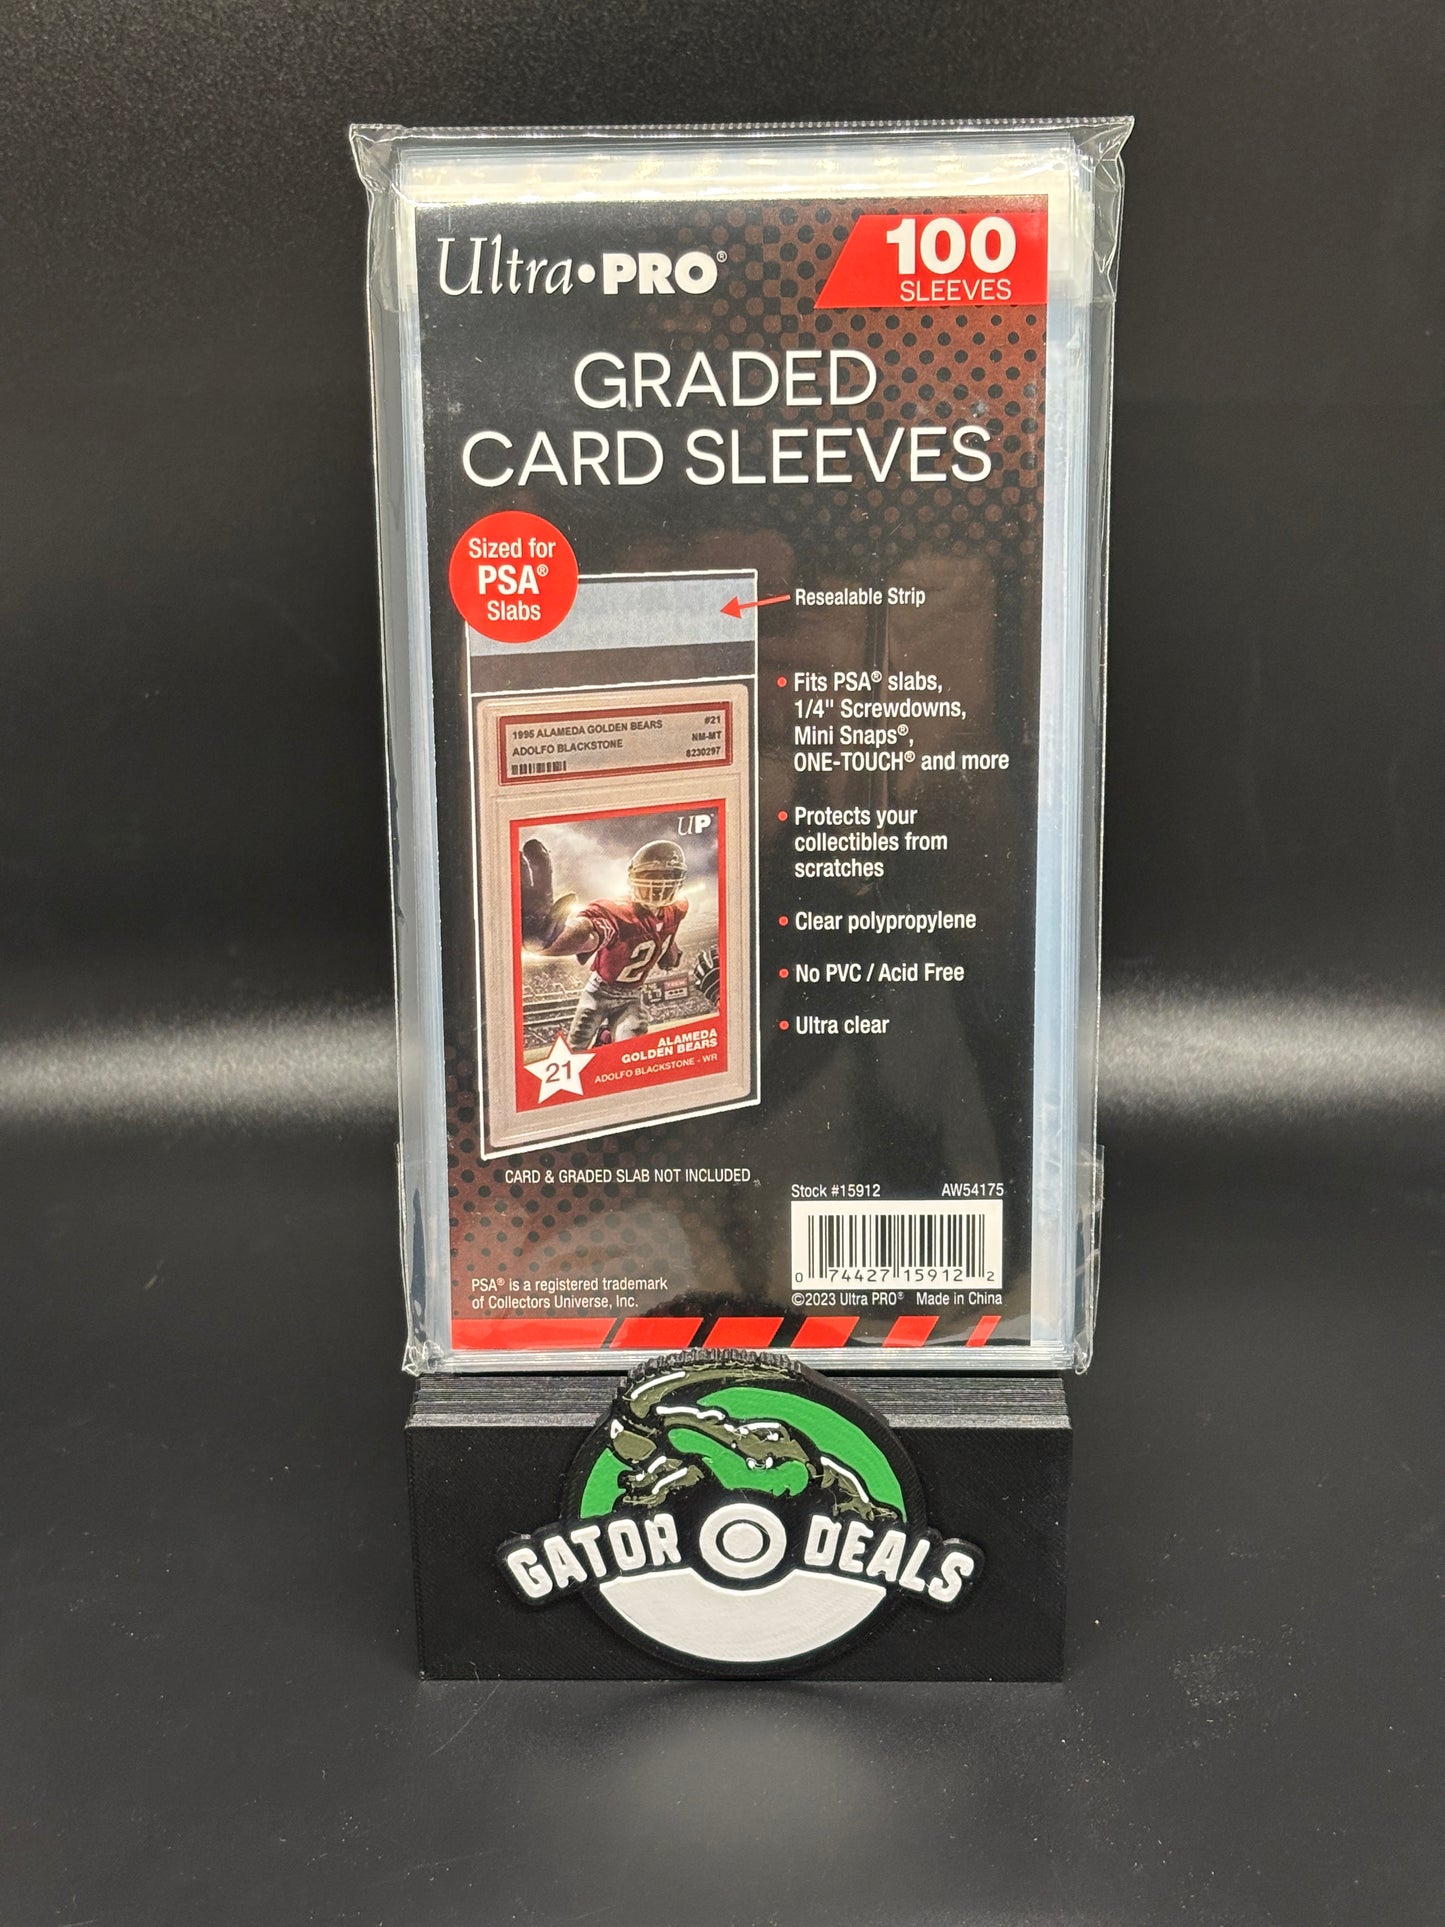 Ultra•PRO®
100
SLEEVES
GRADED
CARD SLEEVES
Sized for
PSA®
Slabs
Resealable Strip
• Fits PSA® slabs,
1/4" Screwdowns,
Mini Snaps®,
ONE-TOUCH® and more
• Protects your
collectibles from
scratches
• Clear polypropylene
• No PVC / Acid Free
• Ultra clear
1996 ALAMEDA GOLDEN BEARS #21
ADOLFO BLACKSTONE NM-MT
8230297
UP
21
ALAMEDA
GOLDEN BEARS
ADOLFO BLACKSTONE - WR
21
CARD & GRADED SLAB NOT INCLUDED
Stock #15912 AW54175
0 74427 15912 2
©2023 Ultra PRO® Made in China
PSA® is a registered trademark
of Collectors Universe, Inc.
GATOR DEALS